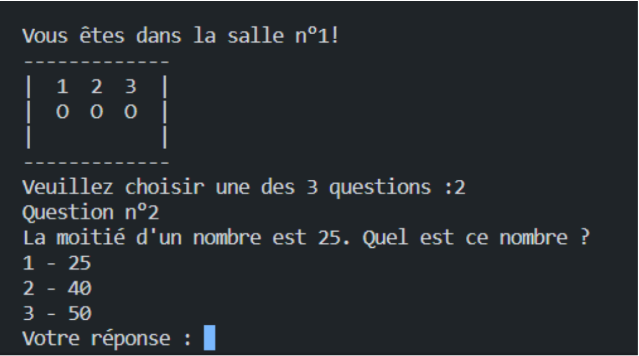 Vous êtes dans la salle n°1!
-------------
|  1  2  3  |
|  O  O  O  |
|           |
-------------
Veuillez choisir une des 3 questions :2
Question n°2
La moitié d'un nombre est 25. Quel est ce nombre ?
1 - 25
2 - 40
3 - 50
Votre réponse :